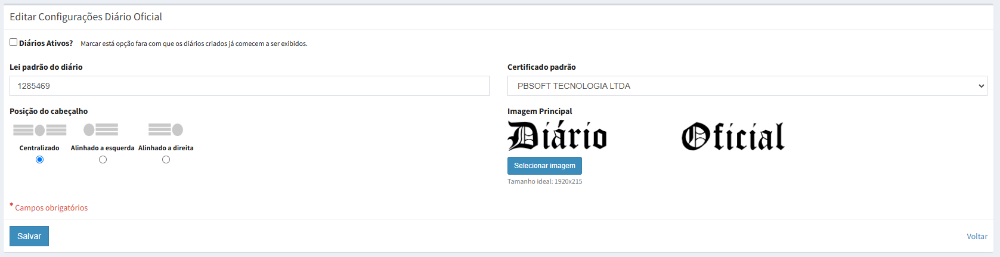 Editar Configurações Diário Oficial
Diários Ativos? Marcar está opção fara com que os diários criados já comecem a ser exibidos.
Lei padrão do diário
1285469
Certificado padrão
PBSOFT TECNOLOGIA LTDA
Posição do cabeçalho
Centralizado Alinhado a esquerda Alinhado a direita
Imagem Principal
Diário Oficial
Selecionar imagem
Tamanho ideal: 1920x215
* Campos obrigatórios
Salvar
Voltar